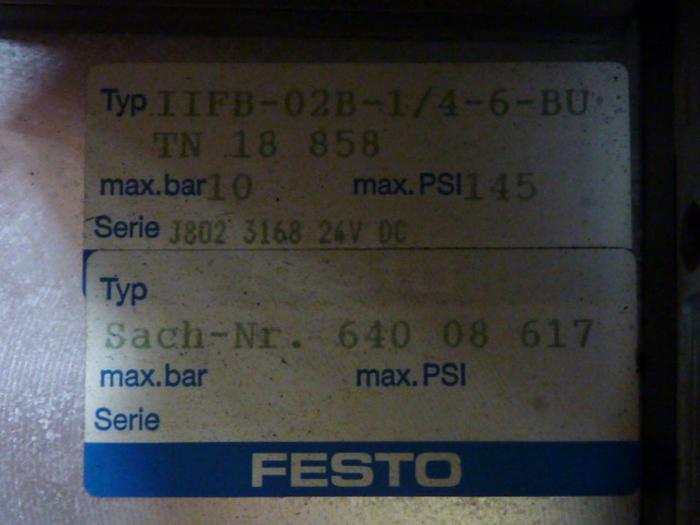 Typ IIFB-02B-1/4-6-BU
TN 18 858
max.bar 10 max.PSI 145
Serie J802 3168 24V DC
Typ
Sach-Nr. 640 08 617
max.bar max.PSI
Serie
FESTO